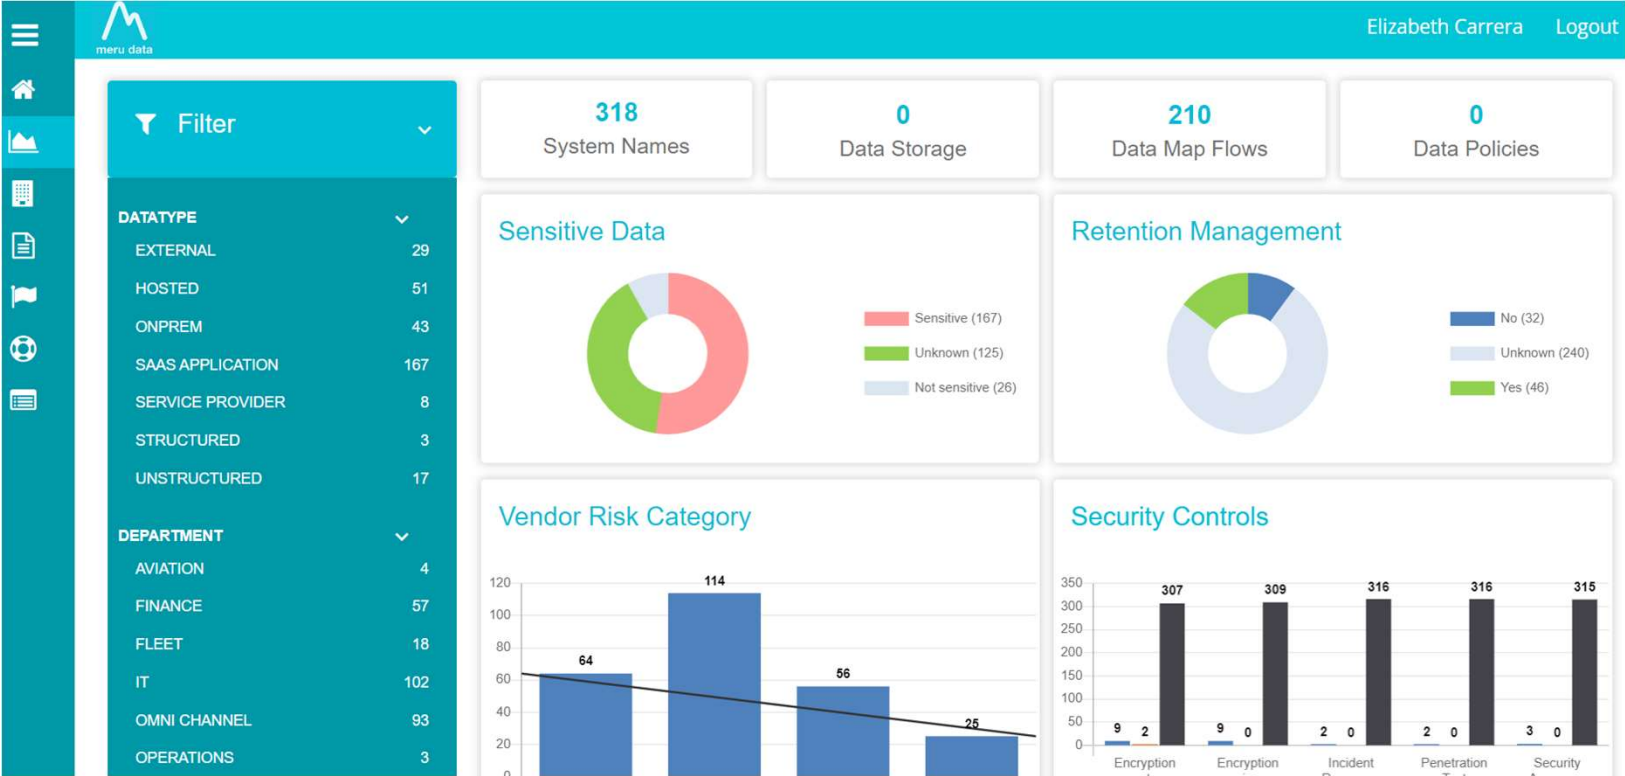 meru data
Elizabeth Carrera Logout
Filter
DATATYPE
EXTERNAL 29
HOSTED 51
ONPREM 43
SAAS APPLICATION 167
SERVICE PROVIDER 8
STRUCTURED 3
UNSTRUCTURED 17
DEPARTMENT
AVIATION 4
FINANCE 57
FLEET 18
IT 102
OMNI CHANNEL 93
OPERATIONS 3
318
System Names
0
Data Storage
210
Data Map Flows
0
Data Policies
Sensitive Data
Sensitive (167)
Unknown (125)
Not sensitive (26)
Retention Management
No (32)
Unknown (240)
Yes (46)
Vendor Risk Category
120
100
80
60
40
20
0
64
114
56
25
Security Controls
350
300
250
200
150
100
50
0
9 2 307
9 0 309
2 0 316
2 0 316
3 0 315
Encryption
Encryption
Incident
Penetration
Security